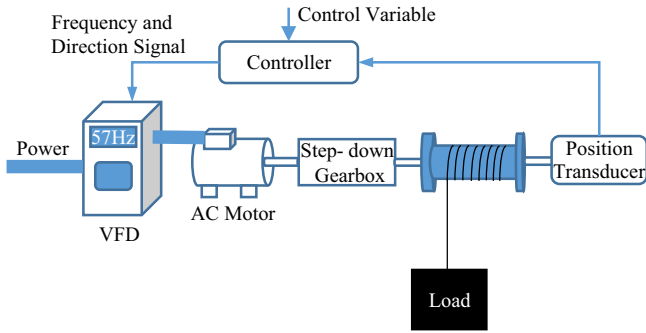 Control Variable
Frequency and
Direction Signal
Controller
57Hz
Power
Step- down
Gearbox
Position
Transducer
AC Motor
VFD
Load